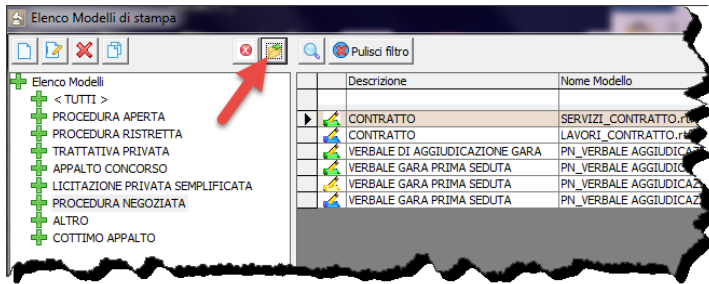 Elenco Modelli di stampa
Pulisci filtro
Elenco Modelli
< TUTTI >
PROCEDURA APERTA
PROCEDURA RISTRETTA
TRATTATIVA PRIVATA
APPALTO CONCORSO
LICITAZIONE PRIVATA SEMPLIFICATA
PROCEDURA NEGOZIATA
ALTRO
COTTIMO APPALTO
Descrizione Nome Modello
CONTRATTO SERVIZI_CONTRATTO.rt
CONTRATTO LAVORI_CONTRATTO.rt
VERBALE DI AGGIUDICAZIONE GARA PN_VERBALE AGGIUDIC
VERBALE GARA PRIMA SEDUTA PN_VERBALE AGGIUDIC
VERBALE GARA PRIMA SEDUTA PN_VERBALE AGGIUDICAZ
VERBALE GARA PRIMA SEDUTA PN_VERBALE AGGIUDICAZ